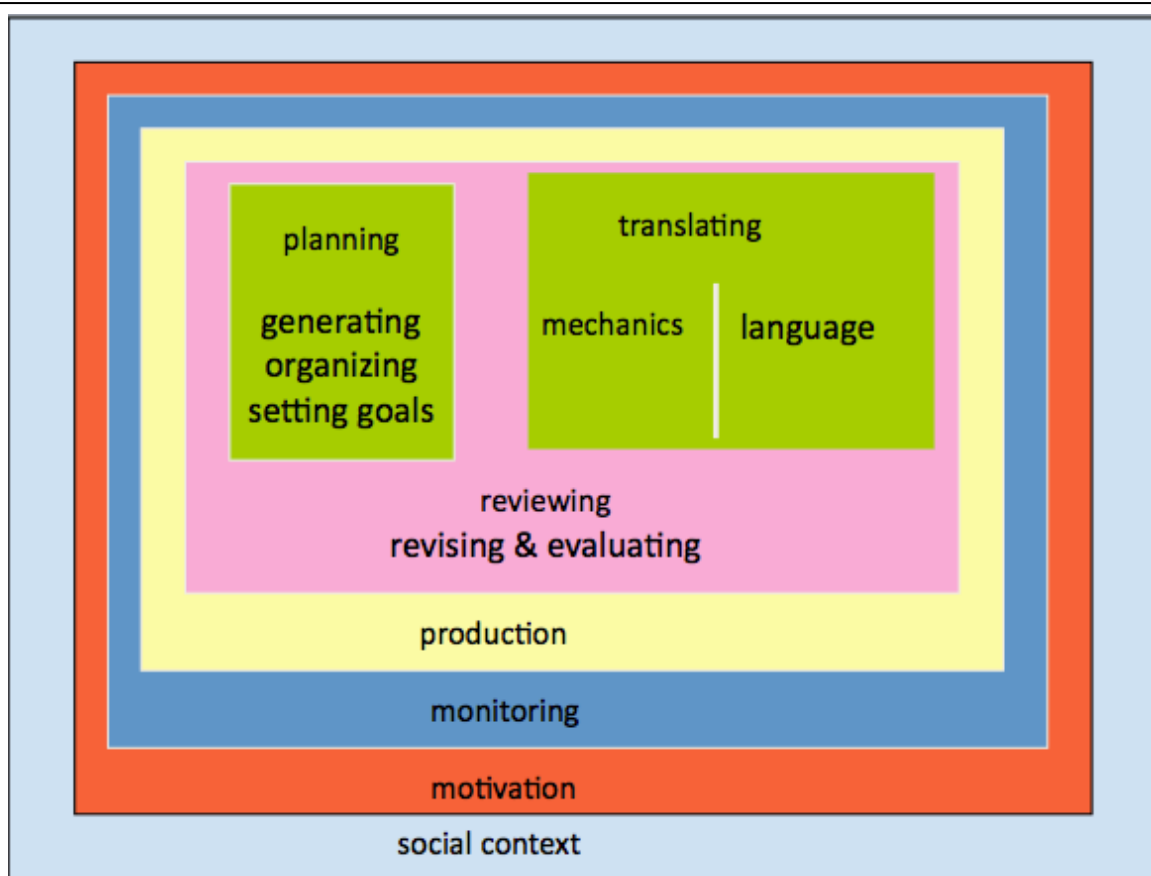 planning
generating
organizing
setting goals
translating
mechanics
language
reviewing
revising & evaluating
production
monitoring
motivation
social context